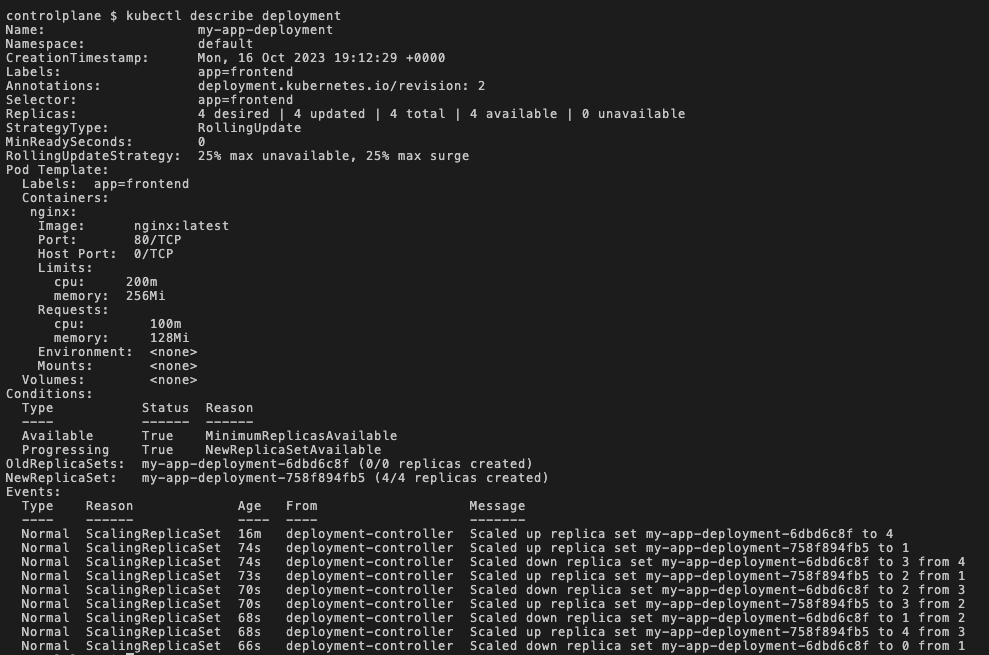 controlplane $ kubectl describe deployment
Name:                   my-app-deployment
Namespace:              default
CreationTimestamp:      Mon, 16 Oct 2023 19:12:29 +0000
Labels:                 app=frontend
Annotations:            deployment.kubernetes.io/revision: 2
Selector:               app=frontend
Replicas:               4 desired | 4 updated | 4 total | 4 available | 0 unavailable
StrategyType:           RollingUpdate
MinReadySeconds:        0
RollingUpdateStrategy:  25% max unavailable, 25% max surge
Pod Template:
  Labels:  app=frontend
  Containers:
   nginx:
    Image:       nginx:latest
    Port:        80/TCP
    Host Port:  0/TCP
    Limits:
      cpu:     200m
      memory:  256Mi
    Requests:
      cpu:        100m
      memory:     128Mi
    Environment:  <none>
    Mounts:       <none>
  Volumes:        <none>
Conditions:
  Type           Status  Reason
  ----           ------  ------
  Available      True    MinimumReplicasAvailable
  Progressing    True    NewReplicaSetAvailable
OldReplicaSets:  my-app-deployment-6dbd6c8f (0/0 replicas created)
NewReplicaSet:   my-app-deployment-758f894fb5 (4/4 replicas created)
Events:
  Type    Reason             Age   From                   Message
  ----    ------             ----  ----                   -------
  Normal  ScalingReplicaSet  16m   deployment-controller  Scaled up replica set my-app-deployment-6dbd6c8f to 4
  Normal  ScalingReplicaSet  74s   deployment-controller  Scaled up replica set my-app-deployment-758f894fb5 to 1
  Normal  ScalingReplicaSet  74s   deployment-controller  Scaled down replica set my-app-deployment-6dbd6c8f to 3 from 4
  Normal  ScalingReplicaSet  73s   deployment-controller  Scaled up replica set my-app-deployment-758f894fb5 to 2 from 1
  Normal  ScalingReplicaSet  70s   deployment-controller  Scaled down replica set my-app-deployment-6dbd6c8f to 2 from 3
  Normal  ScalingReplicaSet  70s   deployment-controller  Scaled up replica set my-app-deployment-758f894fb5 to 3 from 2
  Normal  ScalingReplicaSet  68s   deployment-controller  Scaled down replica set my-app-deployment-6dbd6c8f to 1 from 2
  Normal  ScalingReplicaSet  68s   deployment-controller  Scaled up replica set my-app-deployment-758f894fb5 to 4 from 3
  Normal  ScalingReplicaSet  66s   deployment-controller  Scaled down replica set my-app-deployment-6dbd6c8f to 0 from 1